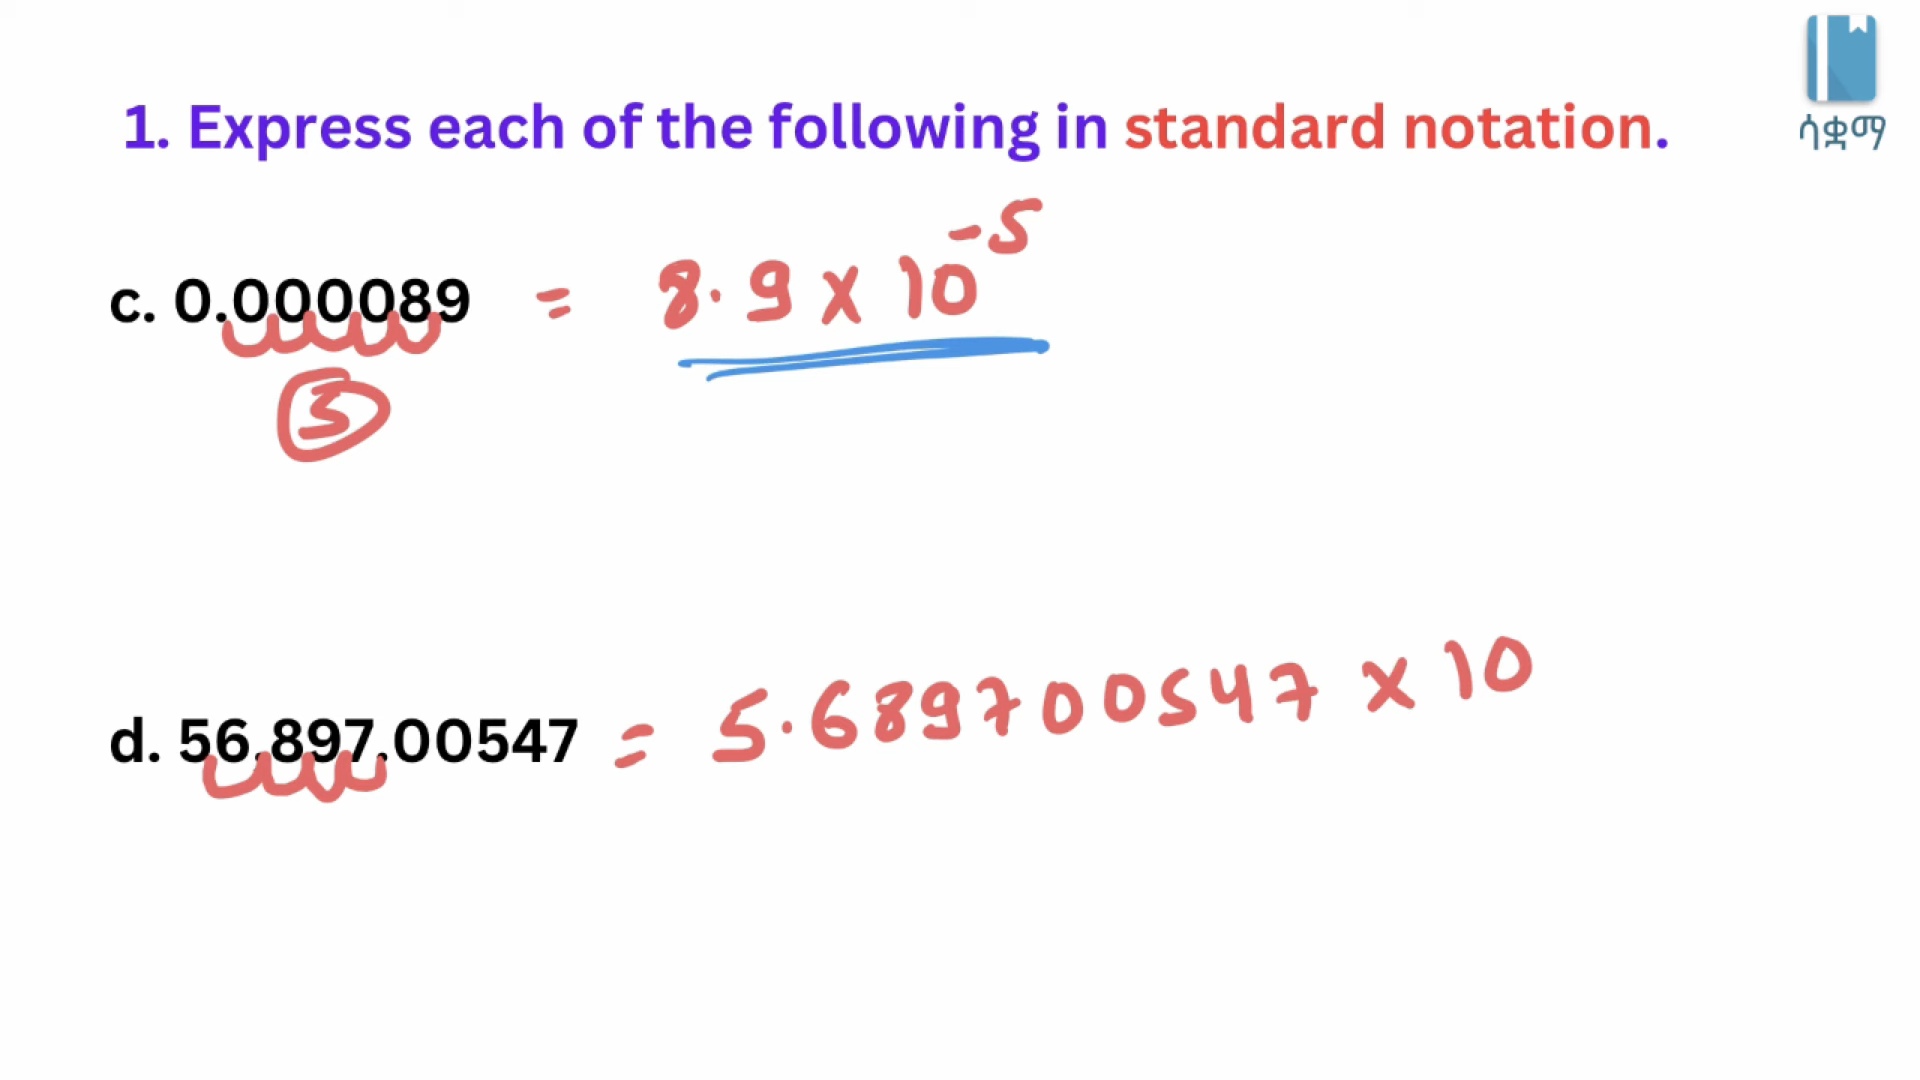 ሳቋማ
1. Express each of the following in standard notation.
c. 0.000089 = 8.9 x 10^-5
5
d. 56,897.00547 = 5.689700547 x 10